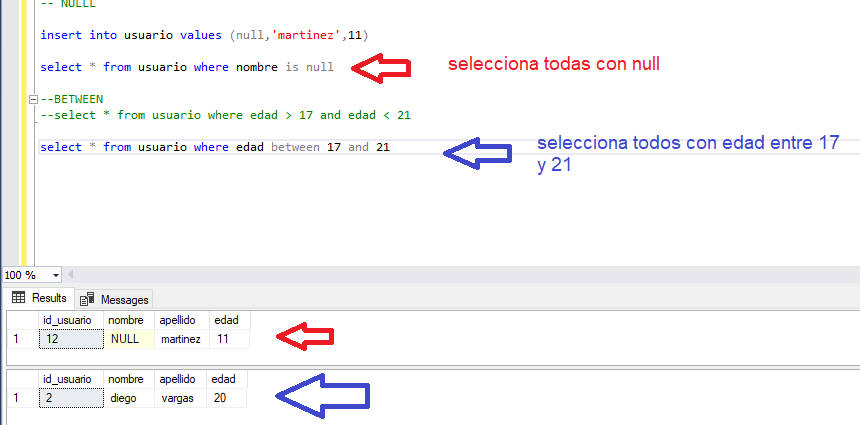 -- NULLL
insert into usuario values (null,'martinez',11)
select * from usuario where nombre is null
selecciona todas con null
--BETWEEN
--select * from usuario where edad > 17 and edad < 21
select * from usuario where edad between 17 and 21
selecciona todos con edad entre 17
y 21
100 %
Results Messages
id_usuario nombre apellido edad
1 12 NULL martinez 11
id_usuario nombre apellido edad
1 2 diego vargas 20